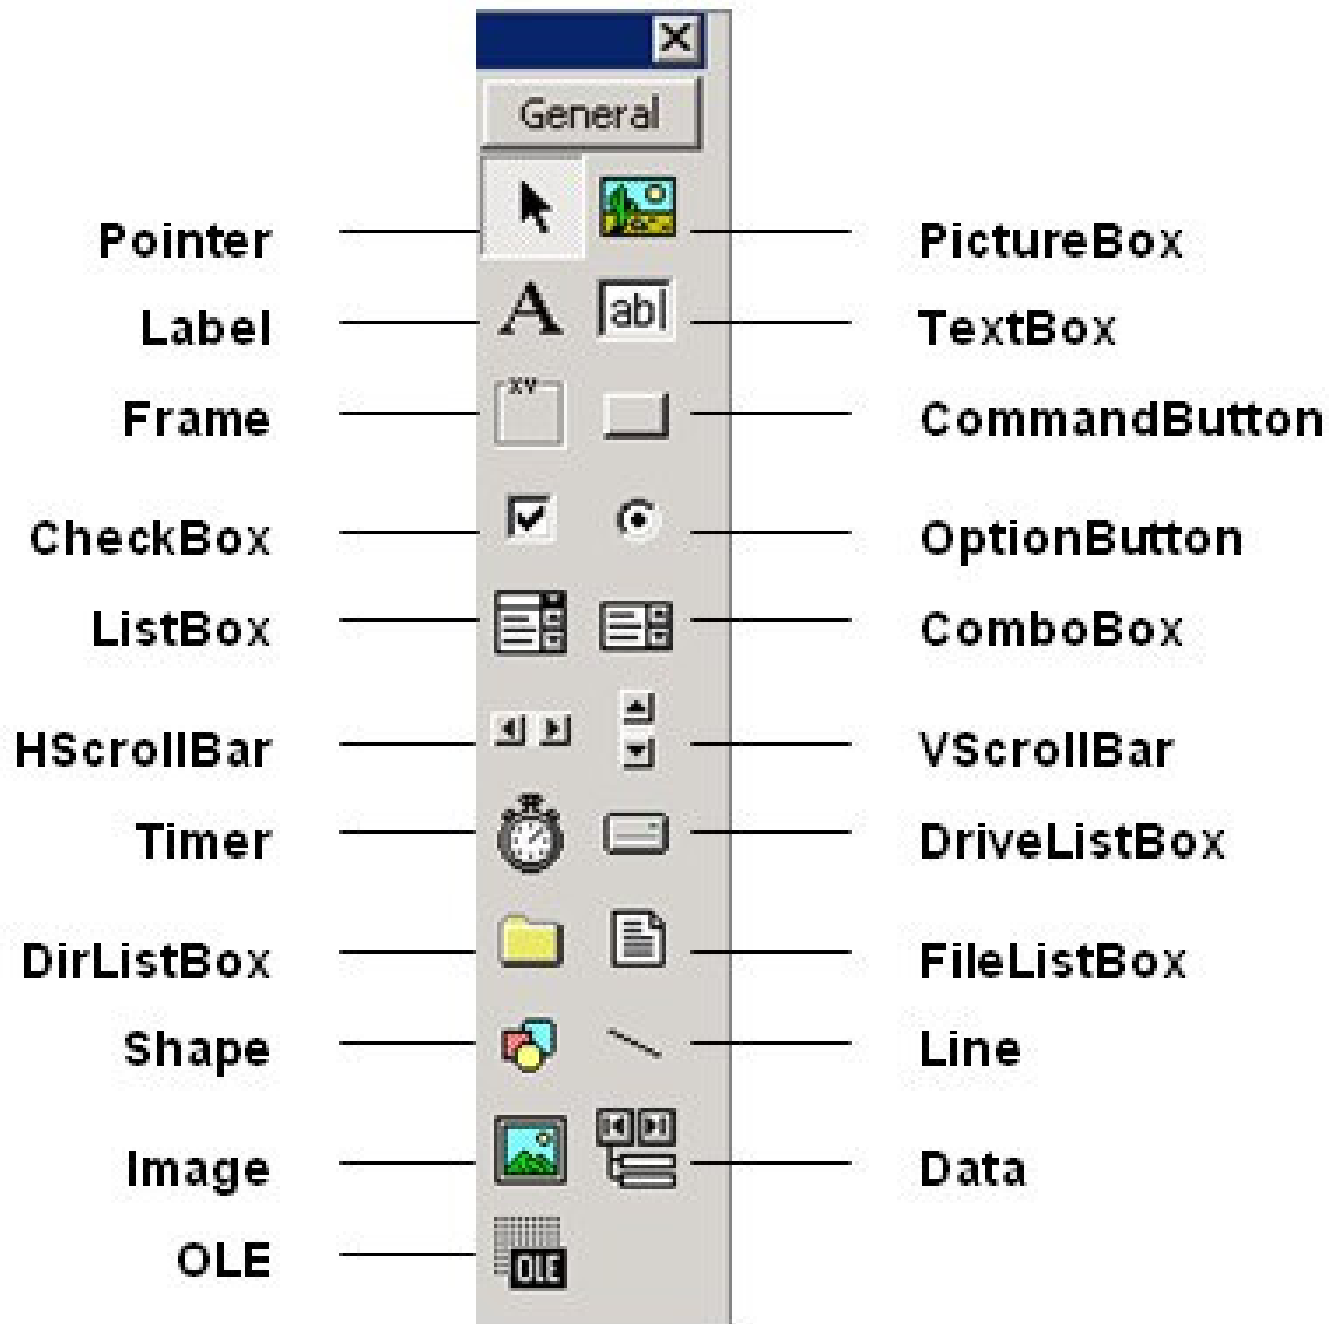 General
Pointer
PictureBox
Label
A
ab|
TextBox
Frame
XY
CommandButton
CheckBox
OptionButton
ListBox
ComboBox
HScrollBar
VScrollBar
Timer
DriveListBox
DirListBox
FileListBox
Shape
Line
Image
Data
OLE
OLE